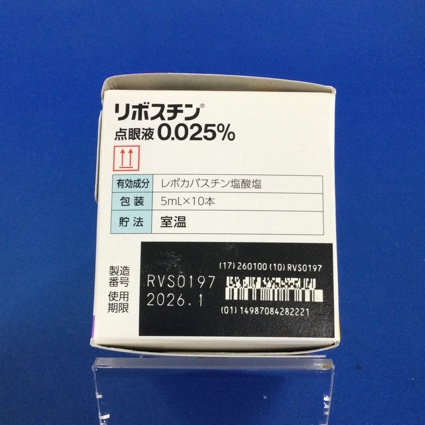 リボスチン®
点眼液0.025%
有効成分 レボカバスチン塩酸塩
包装 5mL×10本
貯法 室温
(17)260100(10)RVS0197
製造番号 RVS0197
使用期限 2026.1
(01)14987084282221